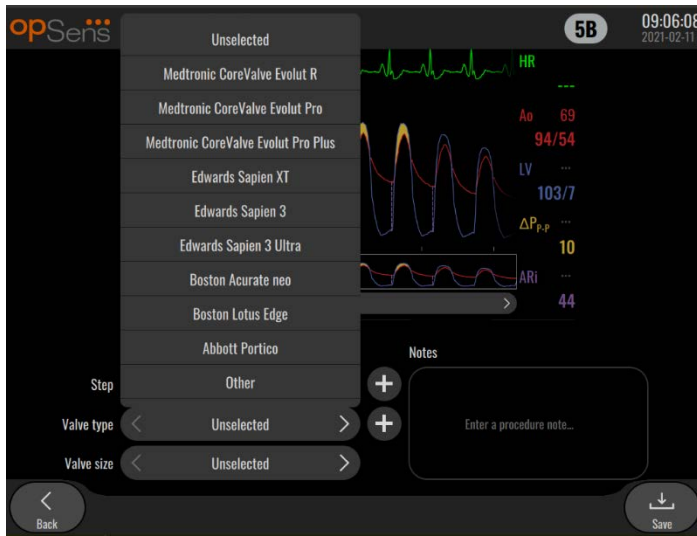 opSens
5B
09:06:08
2021-02-11
Unselected
Medtronic CoreValve Evolut R
Medtronic CoreValve Evolut Pro
Medtronic CoreValve Evolut Pro Plus
Edwards Sapien XT
Edwards Sapien 3
Edwards Sapien 3 Ultra
Boston Acurate neo
Boston Lotus Edge
Abbott Portico
Other
HR
---
Ao 69
94/54
LV ---
103/7
ΔPP-P ---
10
ARi ---
44
Step
Valve type Unselected
Valve size Unselected
Notes
Enter a procedure note...
Back
Save